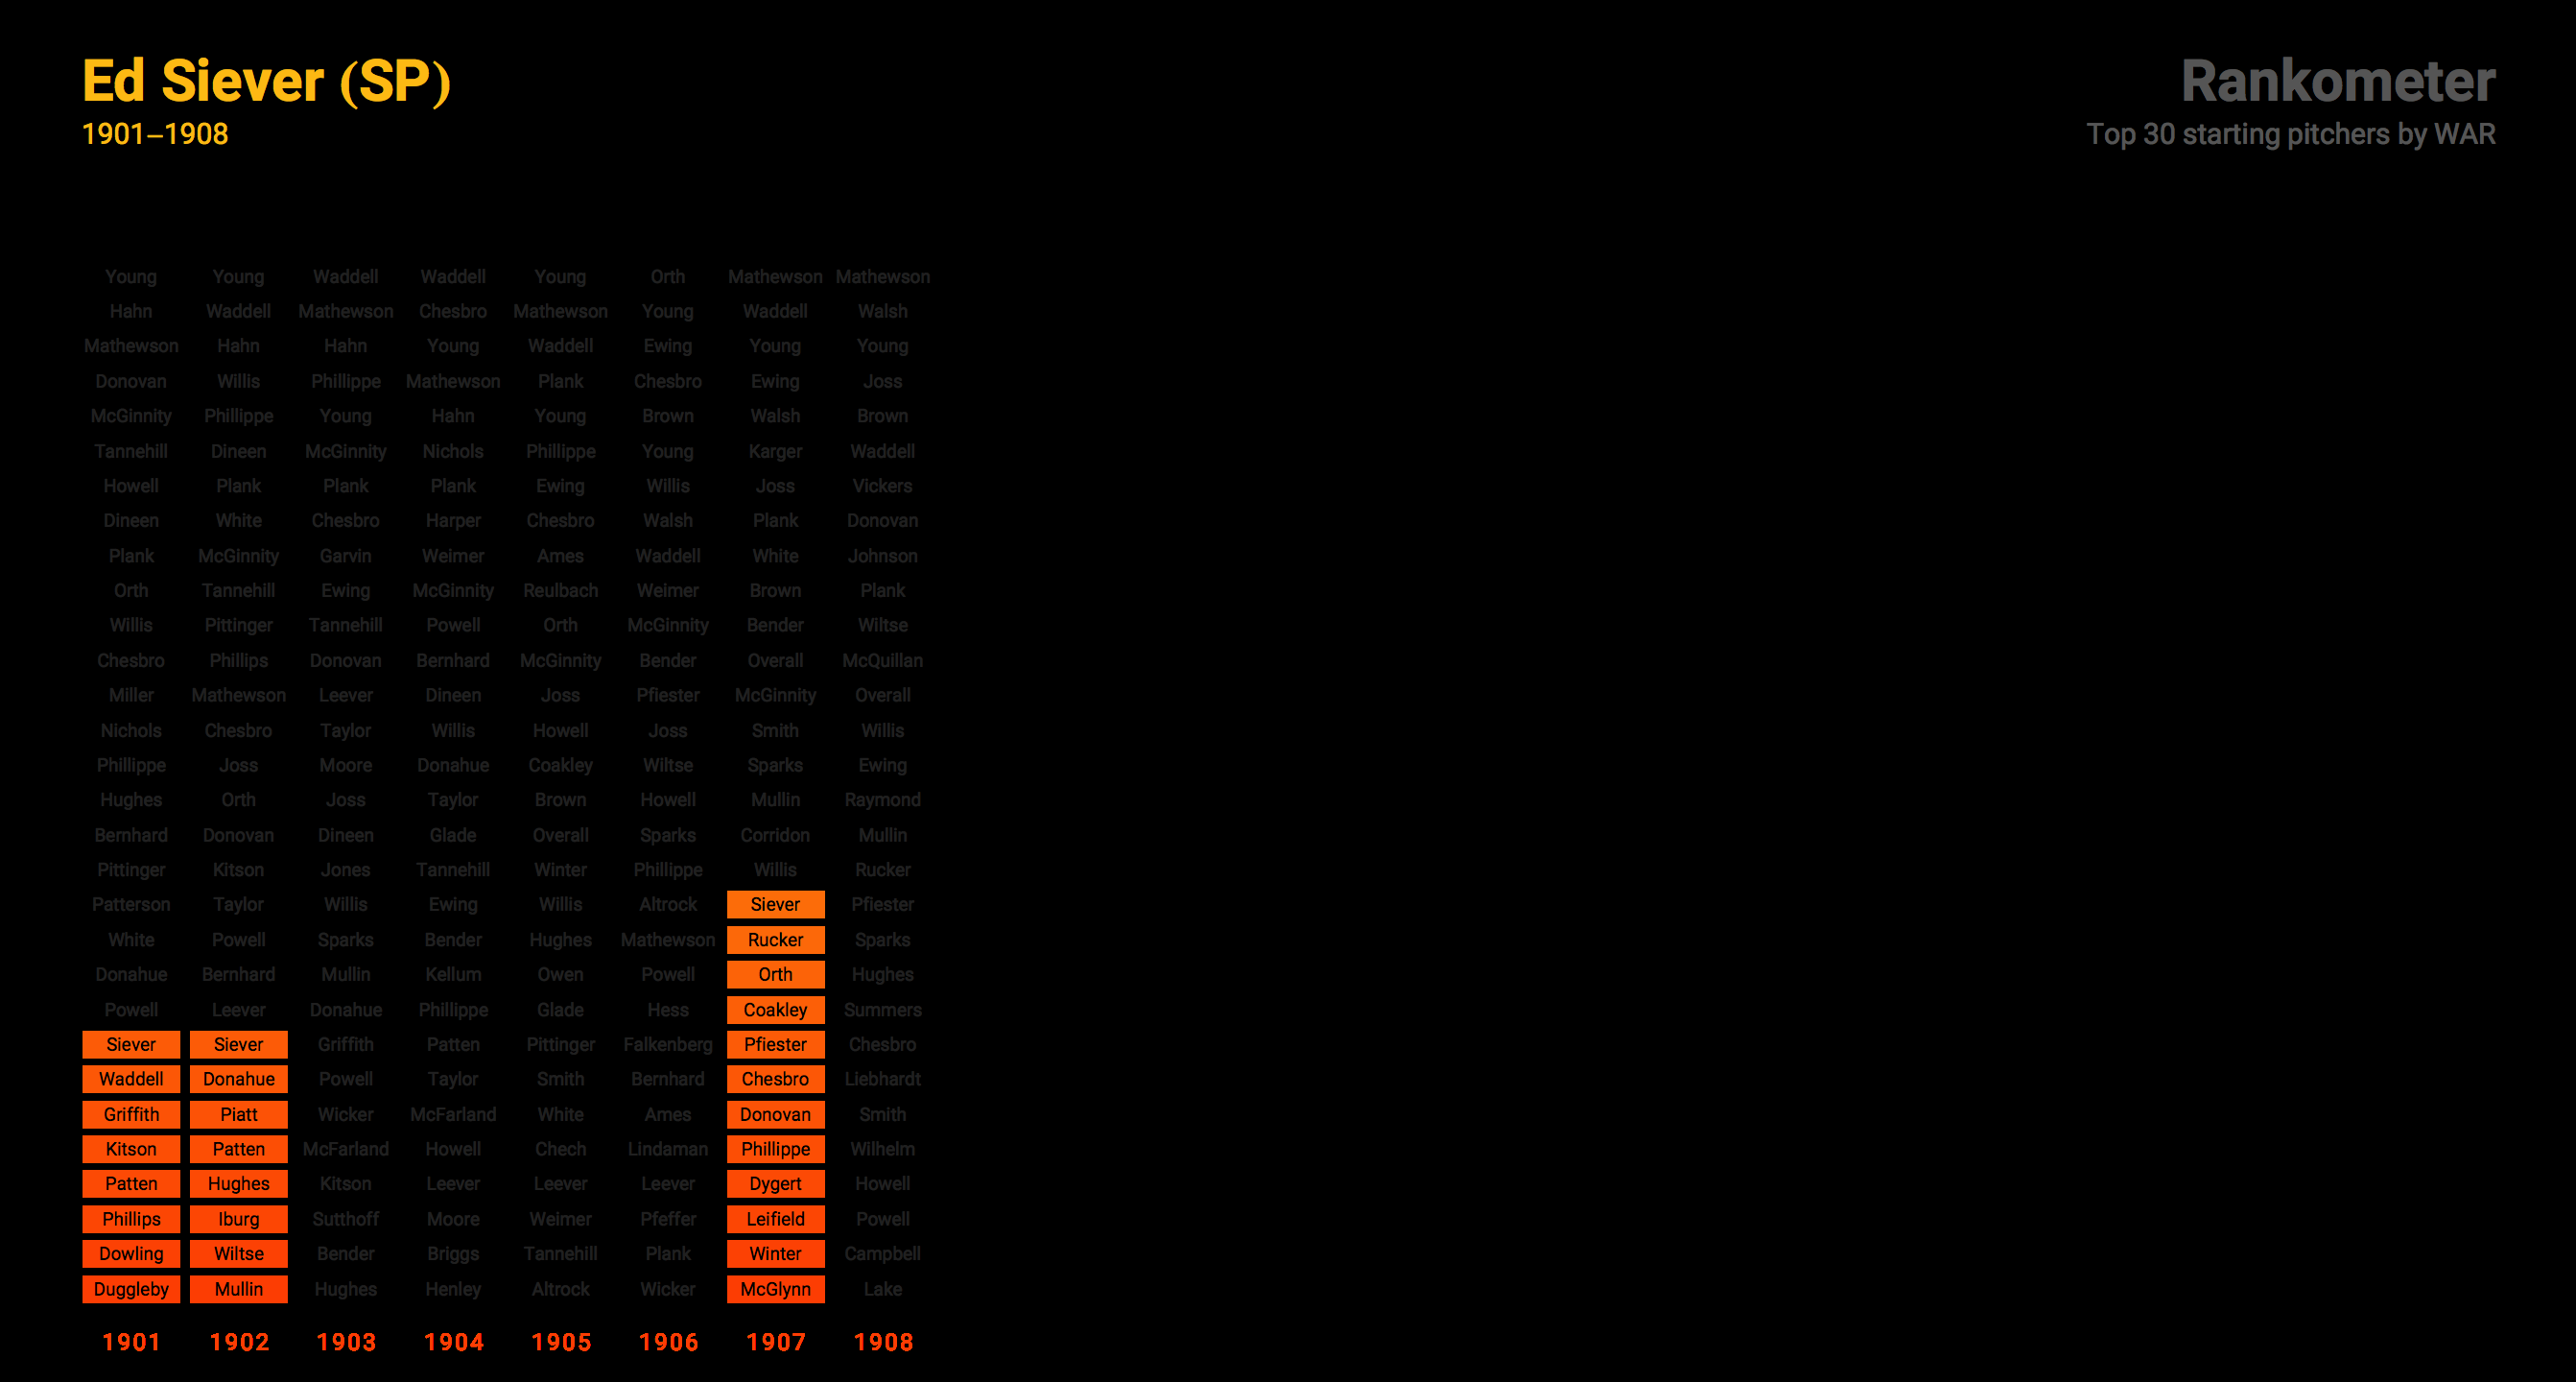 Ed Siever (SP)
1901–1908
Rankometer
Top 30 starting pitchers by WAR
Young Young Waddell Waddell Young Orth Mathewson Mathewson
Hahn Waddell Mathewson Chesbro Mathewson Young Waddell Walsh
Mathewson Hahn Hahn Young Waddell Ewing Young Young
Donovan Willis Phillippe Mathewson Plank Chesbro Ewing Joss
McGinnity Phillippe Young Hahn Young Brown Walsh Brown
Tannehill Dineen McGinnity Nichols Phillippe Young Karger Waddell
Howell Plank Plank Plank Ewing Willis Joss Vickers
Dineen White Chesbro Harper Chesbro Walsh Plank Donovan
Plank McGinnity Garvin Weimer Ames Waddell White Johnson
Orth Tannehill Ewing McGinnity Reulbach Weimer Brown Plank
Willis Pittinger Tannehill Powell Orth McGinnity Bender Wiltse
Chesbro Phillips Donovan Bernhard McGinnity Bender Overall McQuillan
Miller Mathewson Leever Dineen Joss Pfiester McGinnity Overall
Nichols Chesbro Taylor Willis Howell Joss Smith Willis
Phillippe Joss Moore Donahue Coakley Wiltse Sparks Ewing
Hughes Orth Joss Taylor Brown Howell Mullin Raymond
Bernhard Donovan Dineen Glade Overall Sparks Corridon Mullin
Pittinger Kitson Jones Tannehill Winter Phillippe Willis Rucker
Patterson Taylor Willis Ewing Willis Altrock Siever Pfiester
White Powell Sparks Bender Hughes Mathewson Rucker Sparks
Donahue Bernhard Mullin Kellum Owen Powell Orth Hughes
Powell Leever Donahue Phillippe Glade Hess Coakley Summers
Siever Siever Griffith Patten Pittinger Falkenberg Pfiester Chesbro
Waddell Donahue Powell Taylor Smith Bernhard Chesbro Liebhardt
Griffith Piatt Wicker McFarland White Ames Donovan Smith
Kitson Patten McFarland Howell Chech Lindaman Phillippe Wilhelm
Patten Hughes Kitson Leever Leever Leever Dygert Howell
Phillips Iburg Sutthoff Moore Weimer Pfeffer Leifield Powell
Dowling Wiltse Bender Briggs Tannehill Plank Winter Campbell
Duggleby Mullin Hughes Henley Altrock Wicker McGlynn Lake
1901 1902 1903 1904 1905 1906 1907 1908